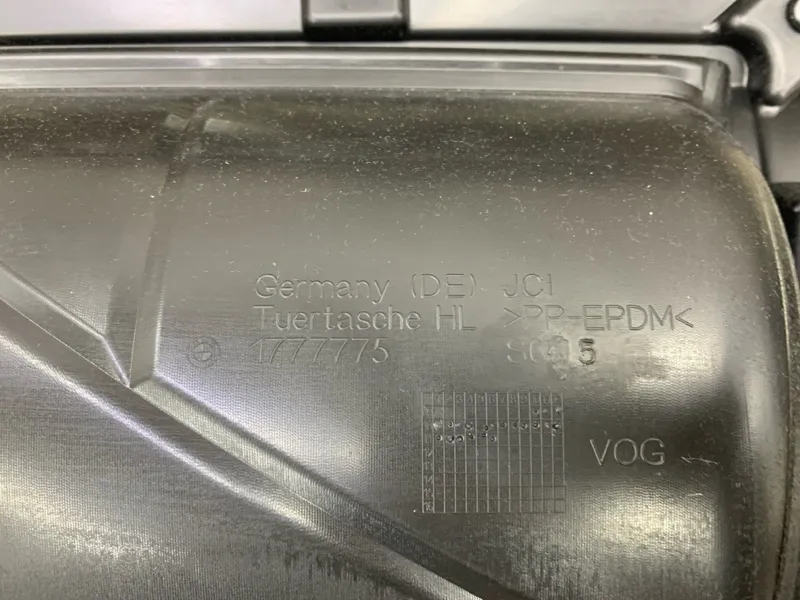 Germany (DE) JCI
Tuertasche HL >PP-EPDM<
1777775
VOG